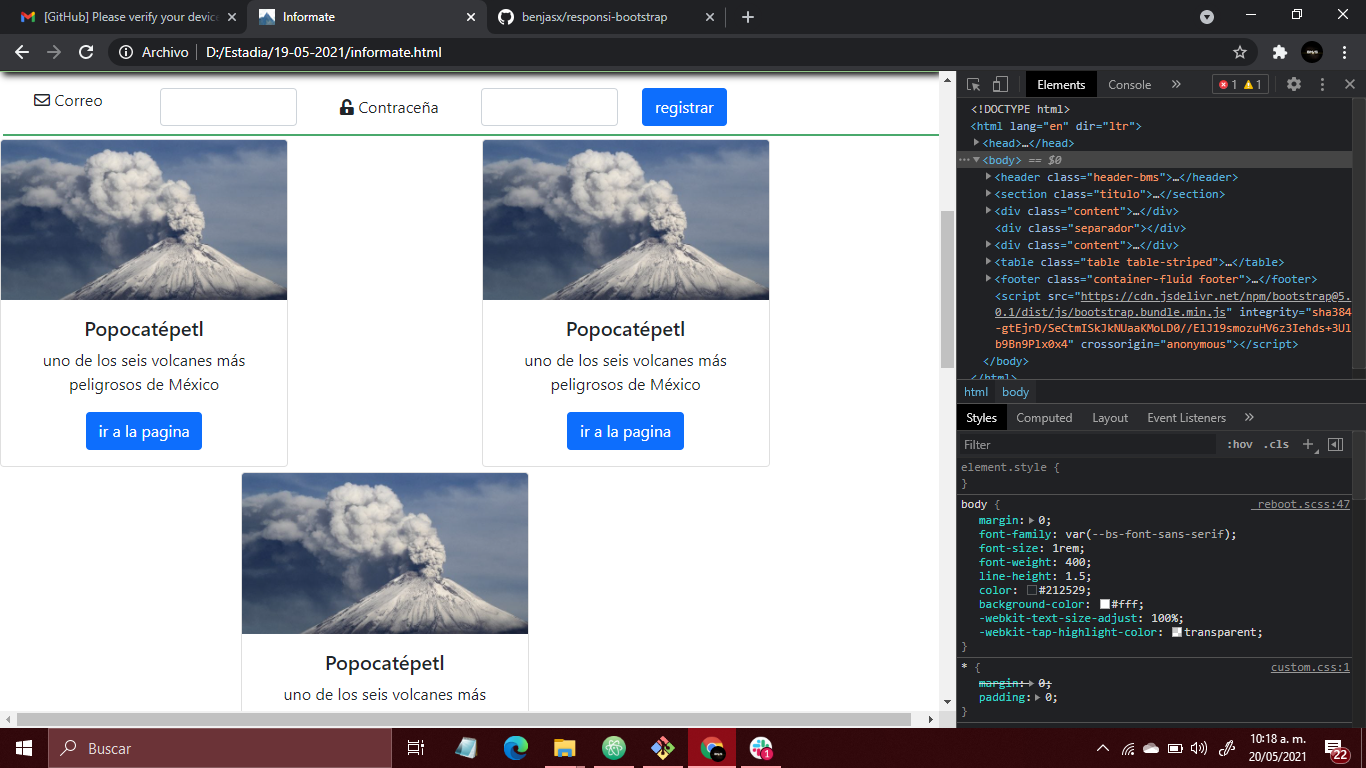 [GitHub] Please verify your device
Informate
benjasx/responsi-bootstrap
Archivo
D:/Estadia/19-05-2021/informate.html
Correo
Contraceña
registrar
Popocatépetl
uno de los seis volcanes más
peligrosos de México
ir a la pagina
Popocatépetl
uno de los seis volcanes más
peligrosos de México
ir a la pagina
Popocatépetl
uno de los seis volcanes más
Elements
Console
»
1
1
<!DOCTYPE html>
<html lang="en" dir="ltr">
<head>…</head>
<body> == $0
<header class="header-bms">…</header>
<section class="titulo">…</section>
<div class="content">…</div>
<div class="separador"></div>
<div class="content">…</div>
<table class="table table-striped">…</table>
<footer class="container-fluid footer">…</footer>
<script src="https://cdn.jsdelivr.net/npm/bootstrap@5.
0.1/dist/js/bootstrap.bundle.min.js" integrity="sha384
-gtEjrD/SeCtmISkJkNUaaKMoLD0//ElJ19smozuHV6z3Iehds+3Ul
b9Bn9Plx0x4" crossorigin="anonymous"></script>
</body>
</html>
html
body
Styles
Computed
Layout
Event Listeners
»
Filter
:hov
.cls
element.style {
}
body {
_reboot.scss:47
margin: 0;
font-family: var(--bs-font-sans-serif);
font-size: 1rem;
font-weight: 400;
line-height: 1.5;
color: #212529;
background-color: #fff;
-webkit-text-size-adjust: 100%;
-webkit-tap-highlight-color: transparent;
}
* {
custom.css:1
margin: 0;
padding: 0;
}
Buscar
1
10:18 a. m.
20/05/2021
22